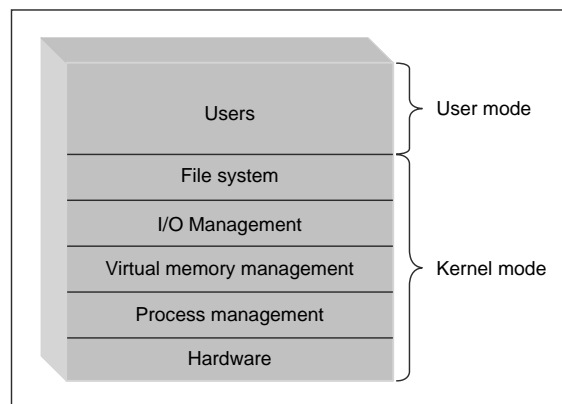 Users
User mode
File system
I/O Management
Virtual memory management
Kernel mode
Process management
Hardware